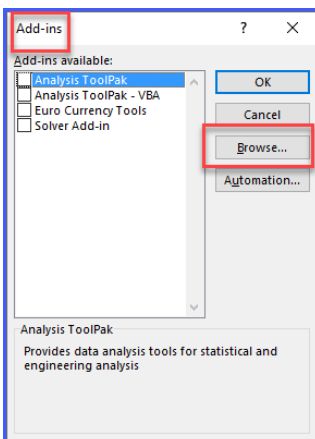 Add-ins ? ×
Add-ins available:
Analysis ToolPak
Analysis ToolPak - VBA
Euro Currency Tools
Solver Add-in
OK
Cancel
Browse...
Automation...
Analysis ToolPak
Provides data analysis tools for statistical and
engineering analysis